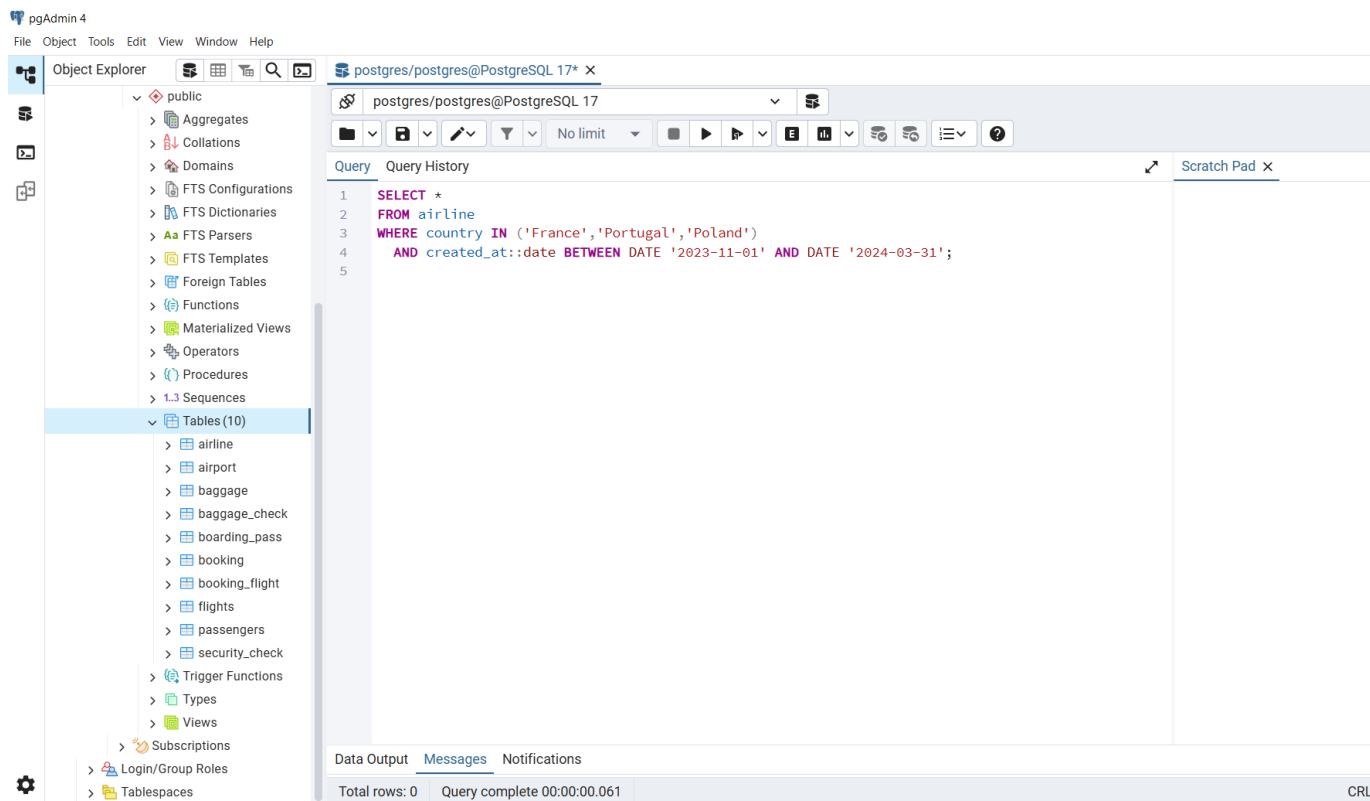 pgAdmin 4
File Object Tools Edit View Window Help
Object Explorer
public
Aggregates
Collations
Domains
FTS Configurations
FTS Dictionaries
Aa FTS Parsers
FTS Templates
Foreign Tables
Functions
Materialized Views
Operators
Procedures
1..3 Sequences
Tables (10)
airline
airport
baggage
baggage_check
boarding_pass
booking
booking_flight
flights
passengers
security_check
Trigger Functions
Types
Views
Subscriptions
Login/Group Roles
Tablespaces
postgres/postgres@PostgreSQL 17*
postgres/postgres@PostgreSQL 17
No limit
E
Query Query History
Scratch Pad
1 SELECT *
2 FROM airline
3 WHERE country IN ('France','Portugal','Poland')
4 AND created_at::date BETWEEN DATE '2023-11-01' AND DATE '2024-03-31';
5
Data Output Messages Notifications
Total rows: 0 Query complete 00:00:00.061